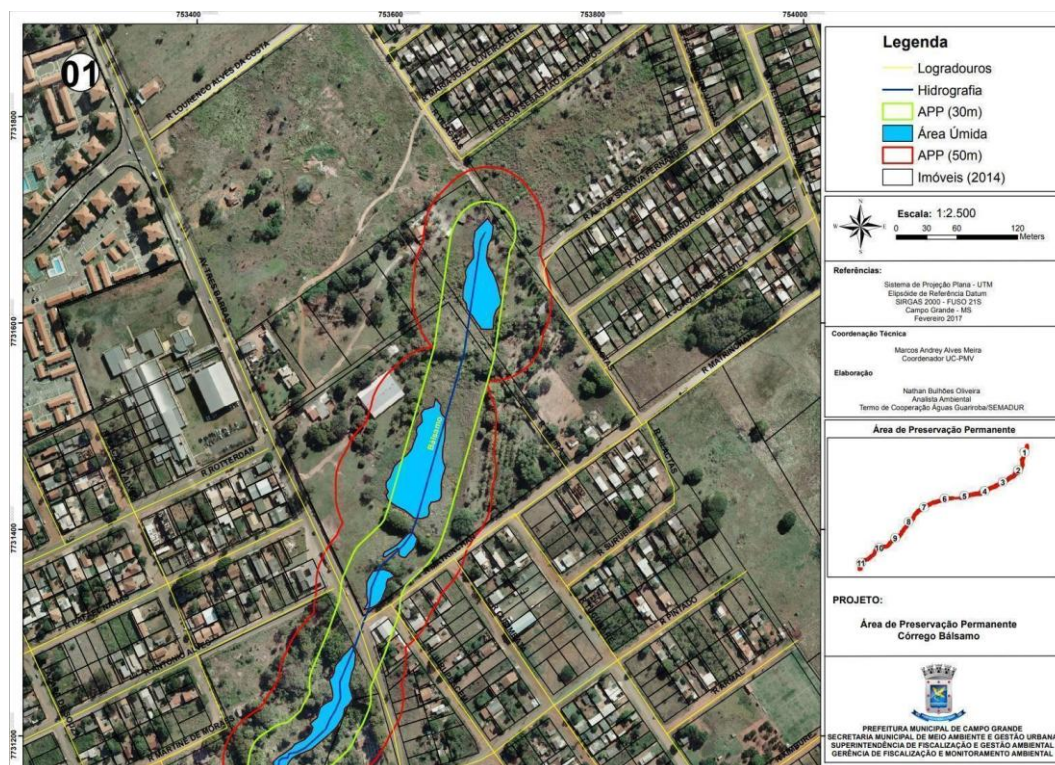 753400
753600
753800
754000
7731800
7731600
7731400
7731200
01
R LOURENÇO ALVES DA COSTA
R ROTTERDAN
R MATRINCHÃ
R PINTADO
Bálsamo
Legenda
Logradouros
Hidrografia
APP (30m)
Área Úmida
APP (50m)
Imóveis (2014)
N
W
E
S
Escala: 1:2.500
0 30 60 120
Meters
Referências:
Sistema de Projeção Plana - UTM
Elipsóide de Referência Datum
SIRGAS 2000 - FUSO 21S
Campo Grande - MS
Fevereiro 2017
Coordenação Técnica
Marcos Andrey Alves Meira
Coordenador UC-PMV
Elaboração
Nathan Bulhões Oliveira
Analista Ambiental
Termo de Cooperação Águas Guariroba/SEMADUR
Área de Preservação Permanente
1
2
3
4
5
6
7
8
9
10
11
PROJETO:
Área de Preservação Permanente
Córrego Bálsamo
PREFEITURA MUNICIPAL DE CAMPO GRANDE
SECRETARIA MUNICIPAL DE MEIO AMBIENTE E GESTÃO URBANA
SUPERINTENDÊNCIA DE FISCALIZAÇÃO E GESTÃO AMBIENTAL
GERÊNCIA DE FISCALIZAÇÃO E MONITORAMENTO AMBIENTAL